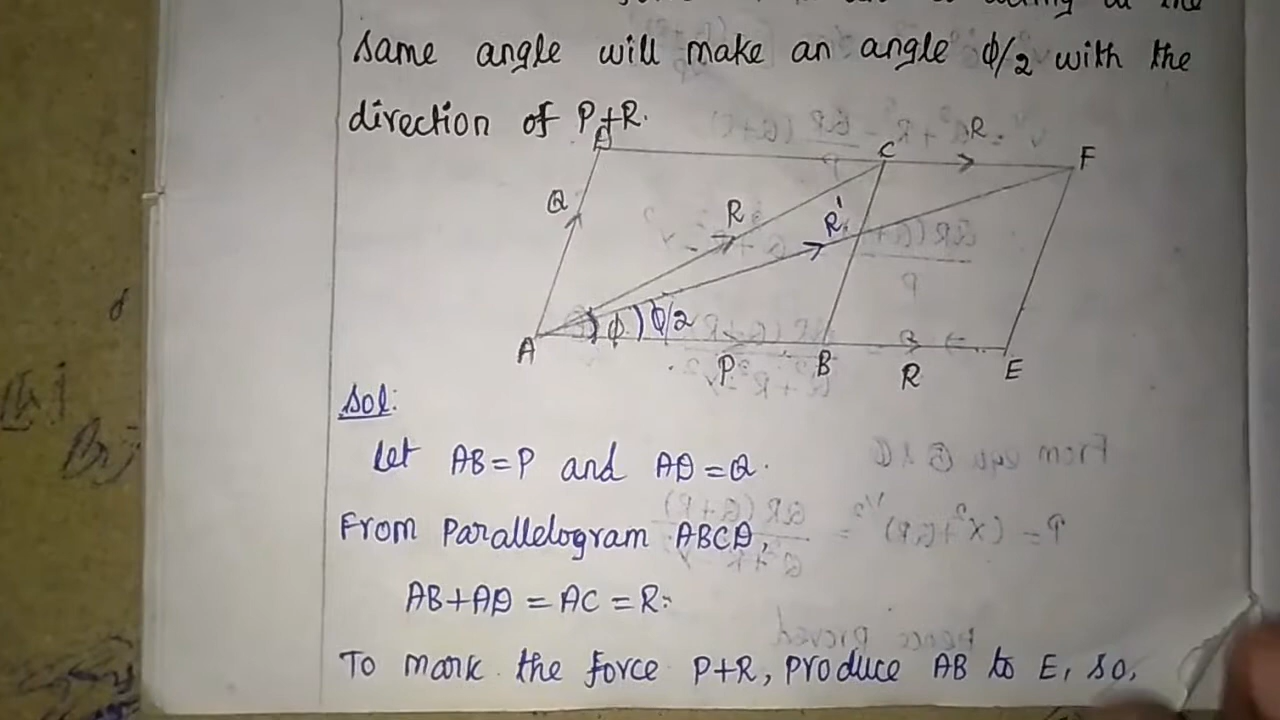 same angle will make an angle ϕ/2 with the
direction of P+R.
D
C
R
F
Q
R
R'
A
ϕ
ϕ/2
P
B
R
E
Sol:
Let AB=P and AD=Q.
From Parallelogram ABCD,
AB+AD = AC = R.
To mark the force P+R, produce AB to E, so,